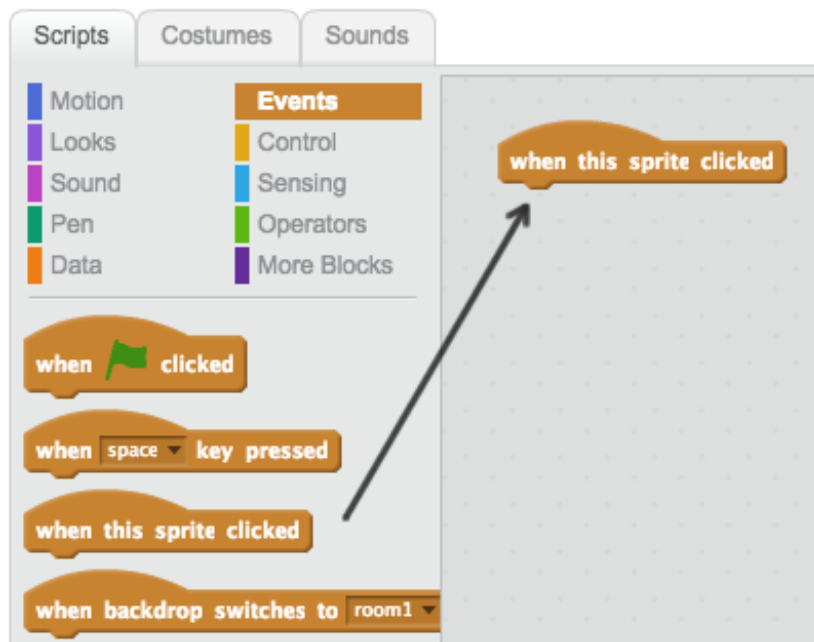 Scripts Costumes Sounds
Motion Events
Looks Control
Sound Sensing
Pen Operators
Data More Blocks
when clicked
when space key pressed
when this sprite clicked
when backdrop switches to room1
when this sprite clicked